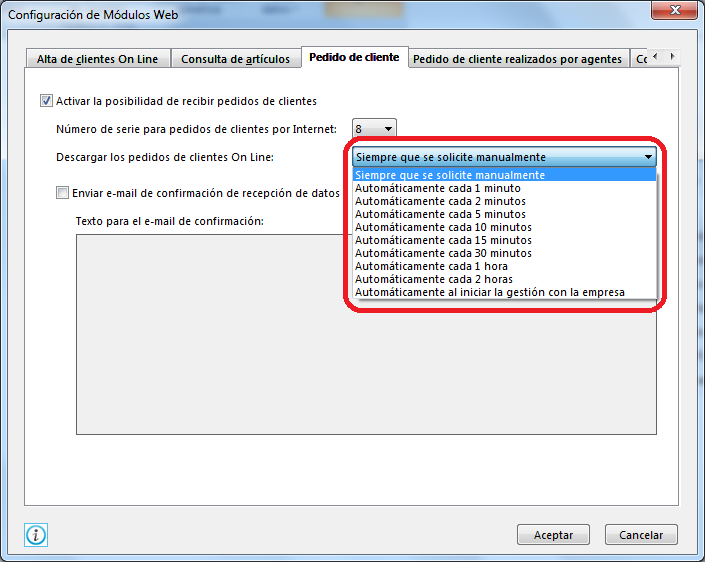 Configuración de Módulos Web
Alta de clientes On Line
Consulta de artículos
Pedido de cliente
Pedido de cliente realizados por agentes
Activar la posibilidad de recibir pedidos de clientes
Número de serie para pedidos de clientes por Internet: 8
Descargar los pedidos de clientes On Line: Siempre que se solicite manualmente
Siempre que se solicite manualmente
Automáticamente cada 1 minuto
Automáticamente cada 2 minutos
Automáticamente cada 5 minutos
Automáticamente cada 10 minutos
Automáticamente cada 15 minutos
Automáticamente cada 30 minutos
Automáticamente cada 1 hora
Automáticamente cada 2 horas
Automáticamente al iniciar la gestión con la empresa
Enviar e-mail de confirmación de recepción de datos
Texto para el e-mail de confirmación:
Aceptar
Cancelar